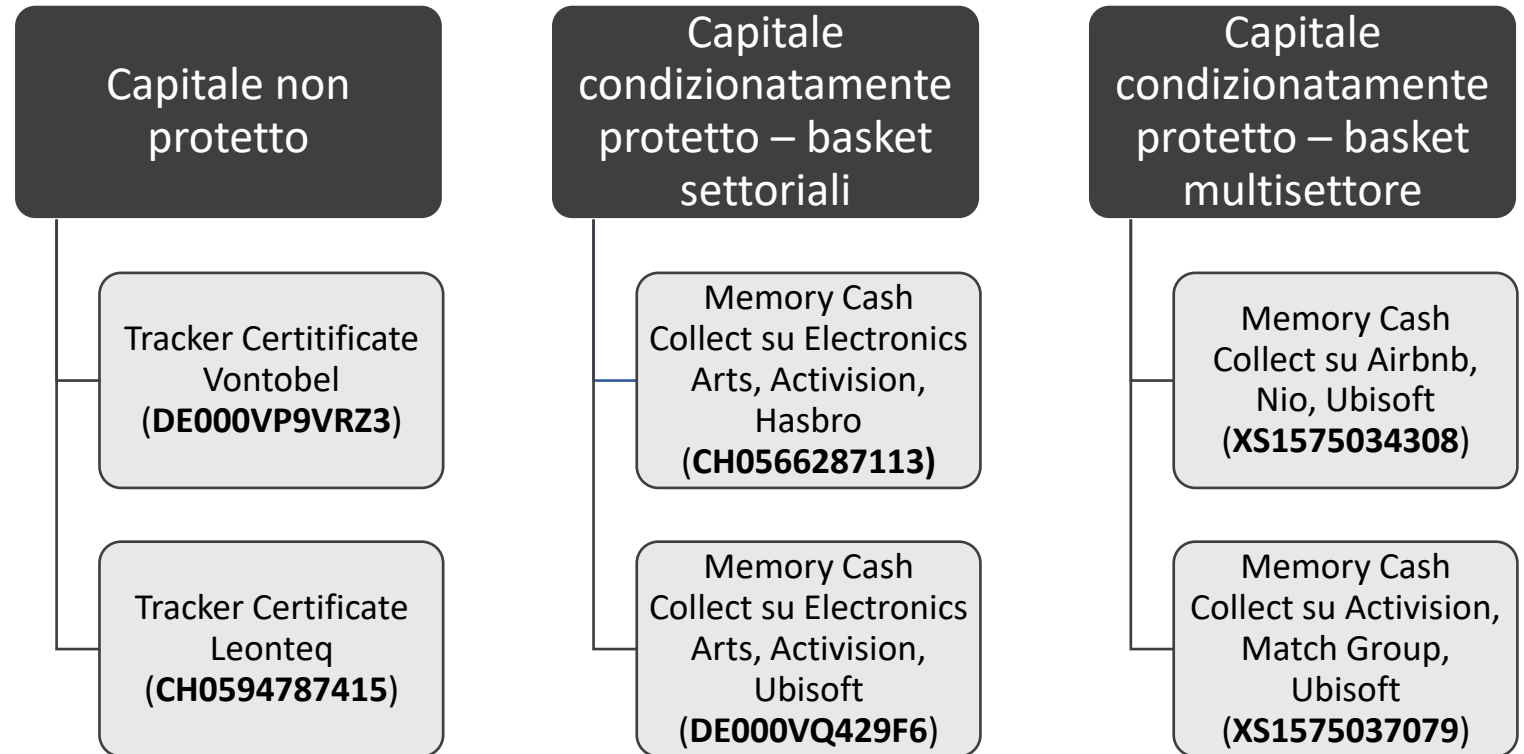 Capitale non
protetto
Tracker Certitificate
Vontobel
(DE000VP9VRZ3)
Tracker Certificate
Leonteq
(CH0594787415)
Capitale
condizionatamente
protetto – basket
settoriali
Memory Cash
Collect su Electronics
Arts, Activision,
Hasbro
(CH0566287113)
Memory Cash
Collect su Electronics
Arts, Activision,
Ubisoft
(DE000VQ429F6)
Capitale
condizionatamente
protetto – basket
multisettore
Memory Cash
Collect su Airbnb,
Nio, Ubisoft
(XS1575034308)
Memory Cash
Collect su Activision,
Match Group,
Ubisoft
(XS1575037079)